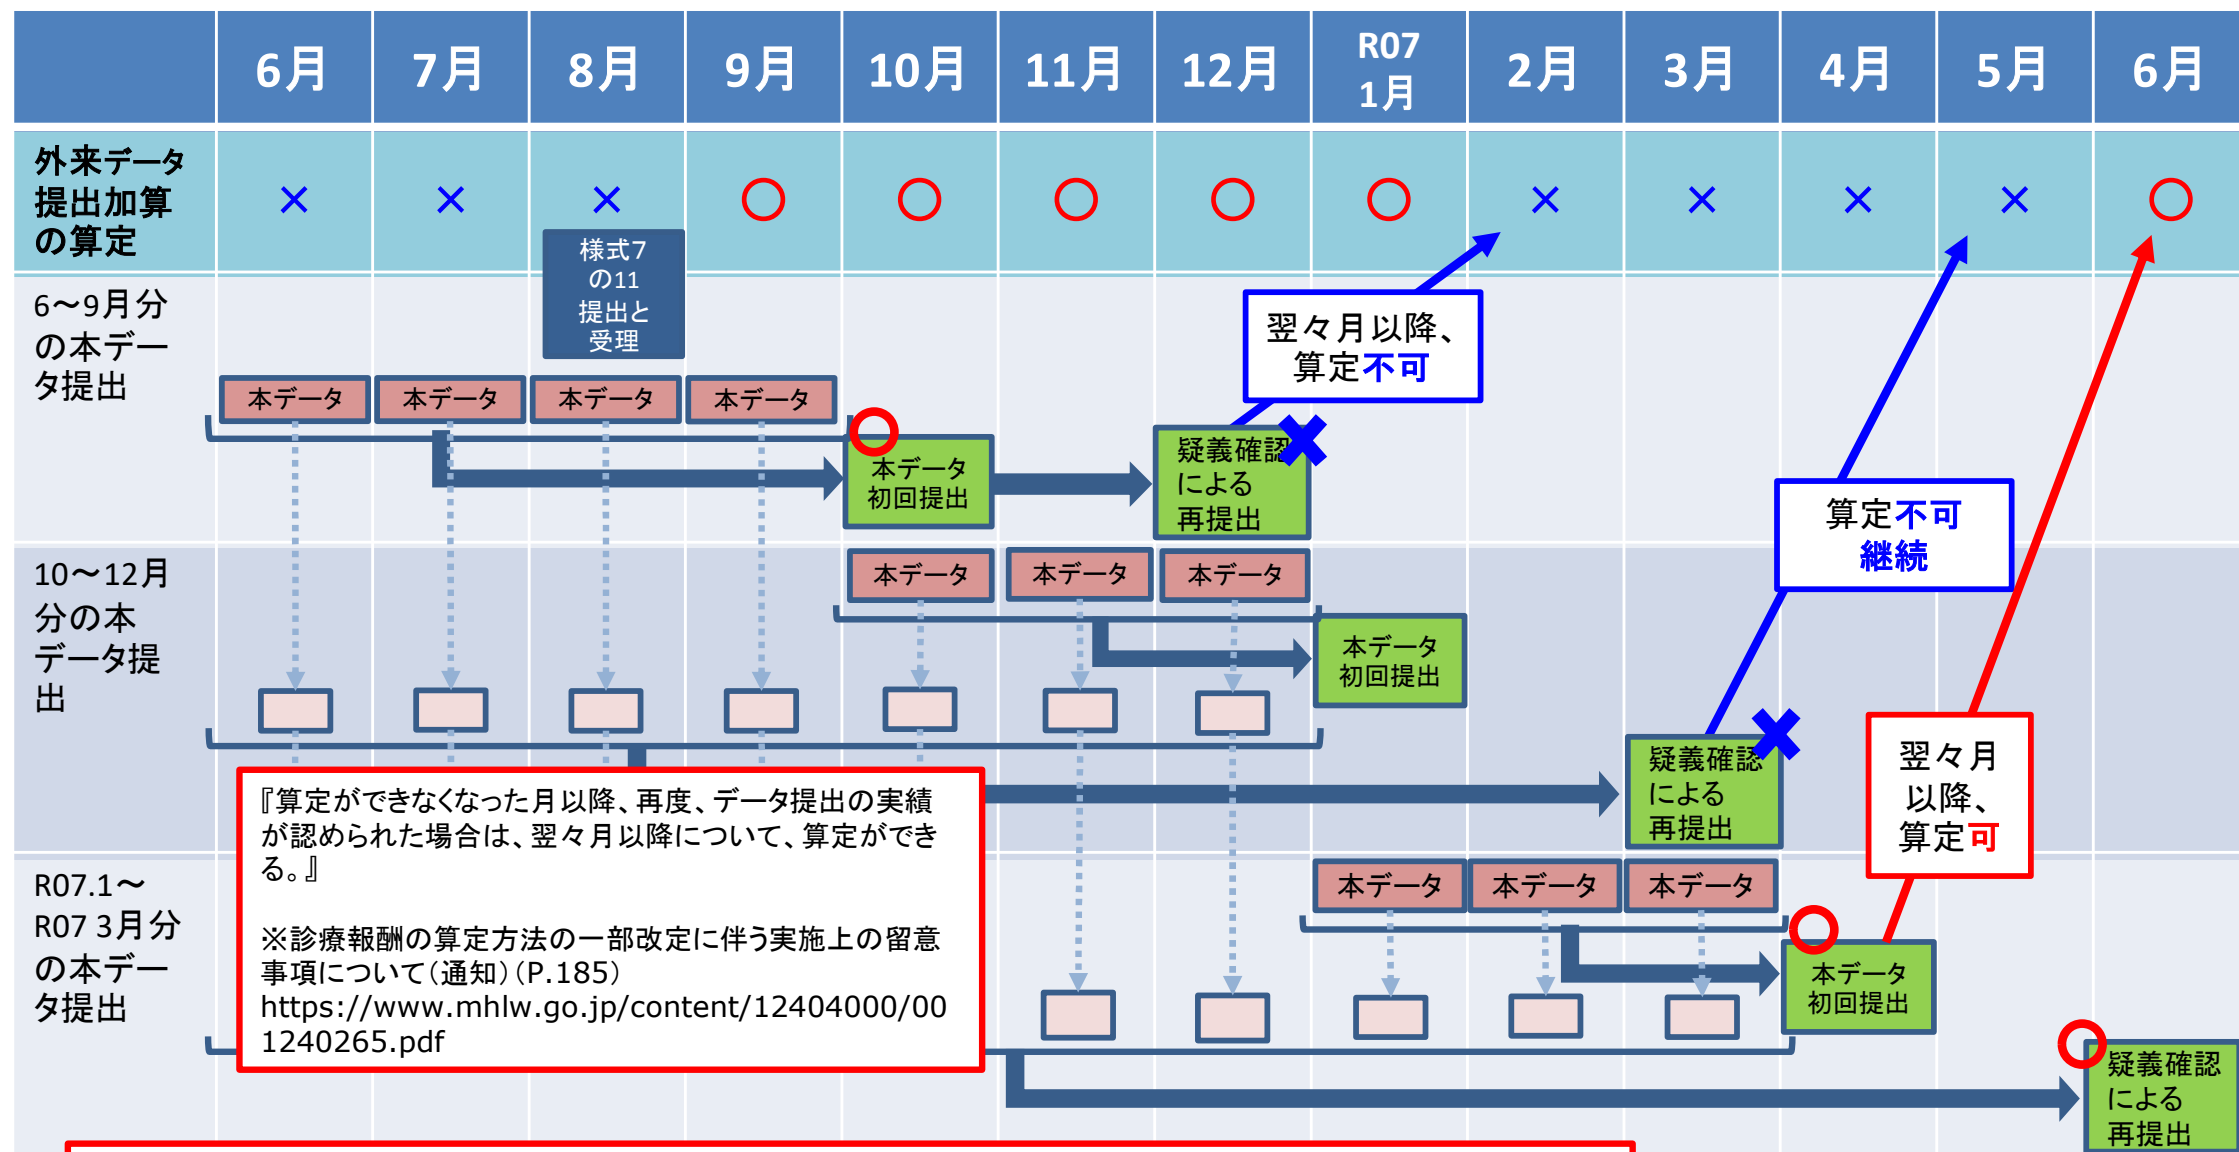 6月
7月
8月
9月
10月
11月
12月
R07
1月
2月
3月
4月
5月
6月
外来データ
提出加算
の算定
×
×
×
○
○
○
○
○
×
×
×
×
○
様式7
の11
提出と
受理
6～9月分
の本デー
タ提出
本データ
本データ
本データ
本データ
本データ
初回提出
疑義確認
による
再提出
翌々月以降、
算定不可
10～12月
分の本
データ提
出
本データ
本データ
本データ
本データ
初回提出
疑義確認
による
再提出
算定不可
継続
翌々月
以降、
算定可
『算定ができなくなった月以降、再度、データ提出の実績
が認められた場合は、翌々月以降について、算定ができ
る。』
※診療報酬の算定方法の一部改定に伴う実施上の留意
事項について（通知）（P.185）
https://www.mhlw.go.jp/content/12404000/00
1240265.pdf
R07.1～
R07 3月分
の本デー
タ提出
本データ
本データ
本データ
本データ
初回提出
疑義確認
による
再提出